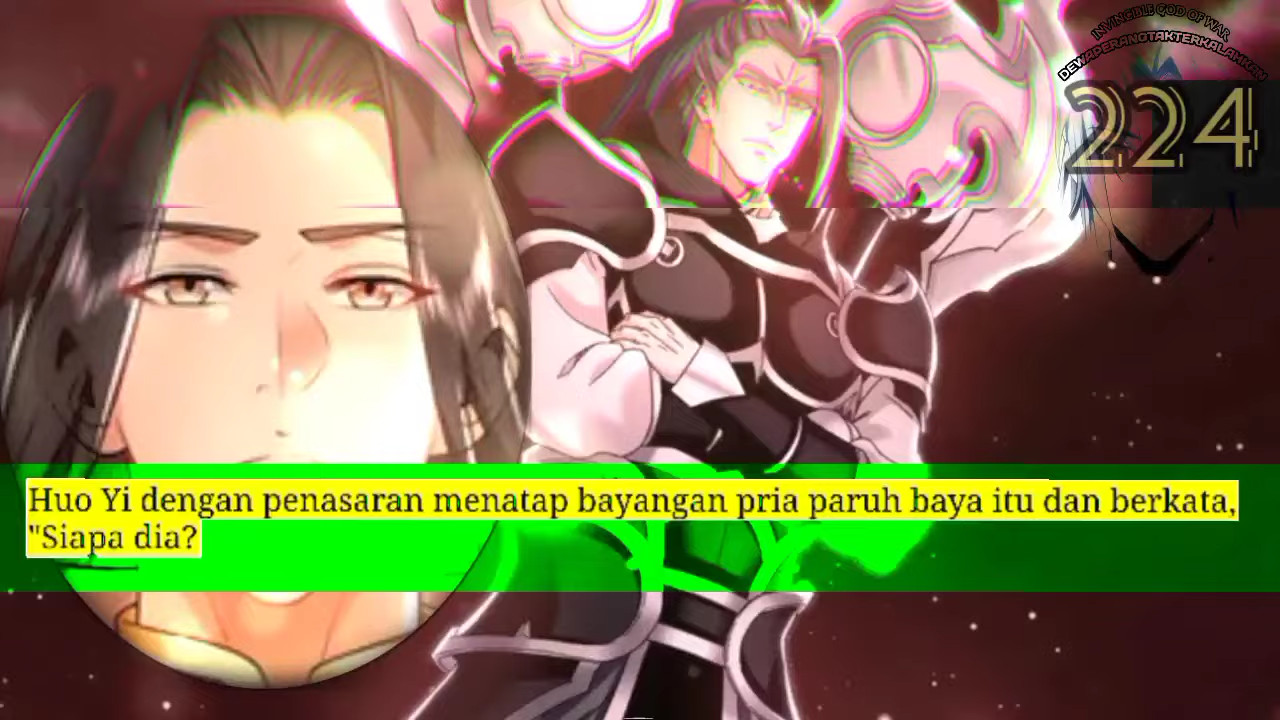 INVINCIBLE GOD OF WAR
DEWAPERANGTAKTERKALAHKAN
224
Huo Yi dengan penasaran menatap bayangan pria paruh baya itu dan berkata,
"Siapa dia?